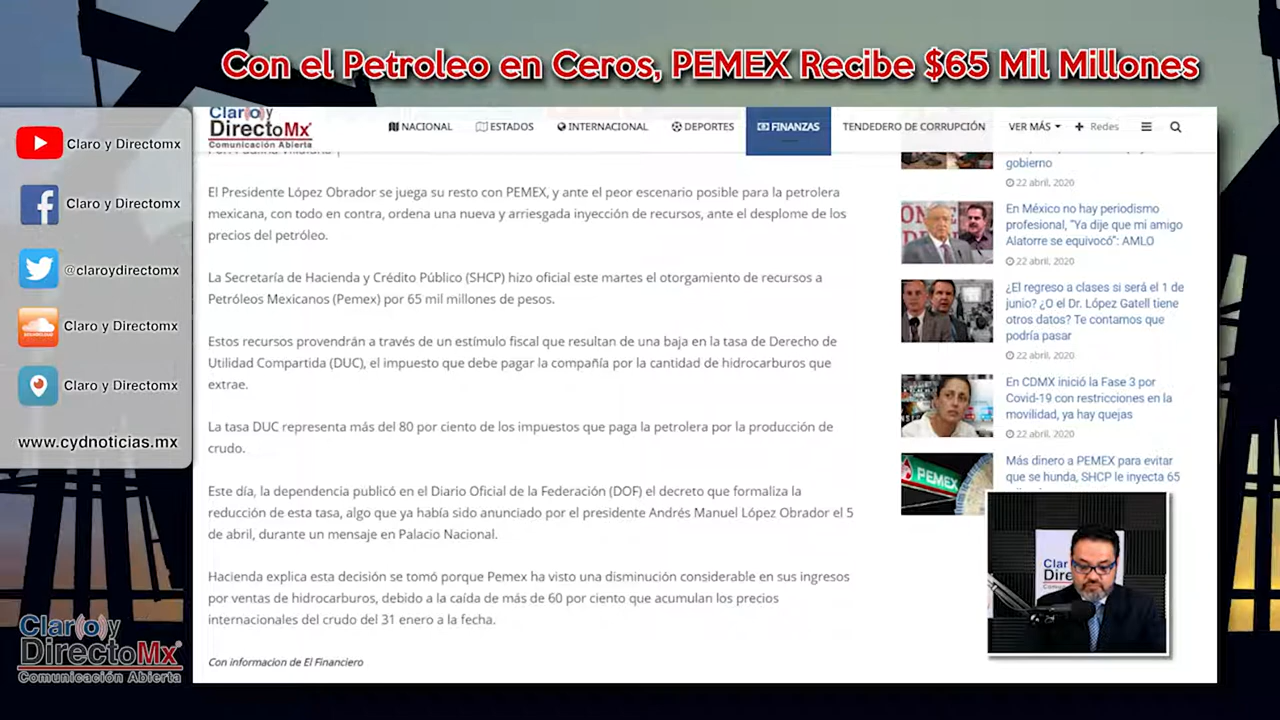 Con el Petroleo en Ceros, PEMEX Recibe $65 Mil Millones
Claro y Directomx
Claro y Directomx
@claroydirectomx
Claro y Directomx
Claro y Directomx
www.cydnoticias.mx
Clar(o)y
DirectoMx
Comunicación Abierta
Clar(o)y
DirectoMx
Comunicación Abierta
NACIONAL
ESTADOS
INTERNACIONAL
DEPORTES
FINANZAS
TENDEDERO DE CORRUPCIÓN
VER MÁS
Redes
El Presidente López Obrador se juega su resto con PEMEX, y ante el peor escenario posible para la petrolera
mexicana, con todo en contra, ordena una nueva y arriesgada inyección de recursos, ante el desplome de los
precios del petróleo.
La Secretaría de Hacienda y Crédito Público (SHCP) hizo oficial este martes el otorgamiento de recursos a
Petróleos Mexicanos (Pemex) por 65 mil millones de pesos.
Estos recursos provendrán a través de un estímulo fiscal que resultan de una baja en la tasa de Derecho de
Utilidad Compartida (DUC), el impuesto que debe pagar la compañía por la cantidad de hidrocarburos que
extrae.
La tasa DUC representa más del 80 por ciento de los impuestos que paga la petrolera por la producción de
crudo.
Este día, la dependencia publicó en el Diario Oficial de la Federación (DOF) el decreto que formaliza la
reducción de esta tasa, algo que ya había sido anunciado por el presidente Andrés Manuel López Obrador el 5
de abril, durante un mensaje en Palacio Nacional.
Hacienda explica esta decisión se tomó porque Pemex ha visto una disminución considerable en sus ingresos
por ventas de hidrocarburos, debido a la caída de más de 60 por ciento que acumulan los precios
internacionales del crudo del 31 enero a la fecha.
Con informacion de El Financiero
gobierno
22 abril, 2020
En México no hay periodismo
profesional, "Ya dije que mi amigo
Alatorre se equivocó": AMLO
22 abril, 2020
¿El regreso a clases si será el 1 de
junio? ¿O el Dr. López Gatell tiene
otros datos? Te contamos que
podría pasar
22 abril, 2020
En CDMX inició la Fase 3 por
Covid-19 con restricciones en la
movilidad, ya hay quejas
22 abril, 2020
PEMEX
Más dinero a PEMEX para evitar
que se hunda, SHCP le inyecta 65